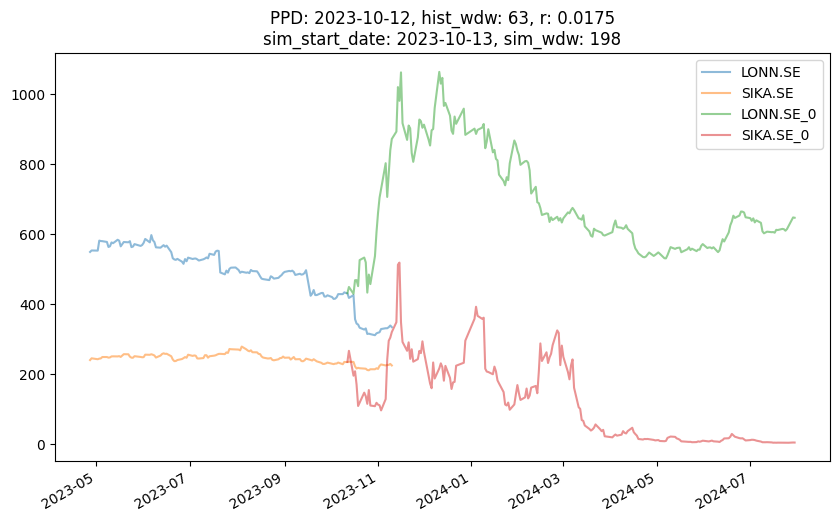 PPD: 2023-10-12, hist_wdw: 63, r: 0.0175
sim_start_date: 2023-10-13, sim_wdw: 198
LONN.SE
SIKA.SE
LONN.SE_0
SIKA.SE_0
1000
800
600
400
200
0
2023-05
2023-07
2023-09
2023-11
2024-01
2024-03
2024-05
2024-07